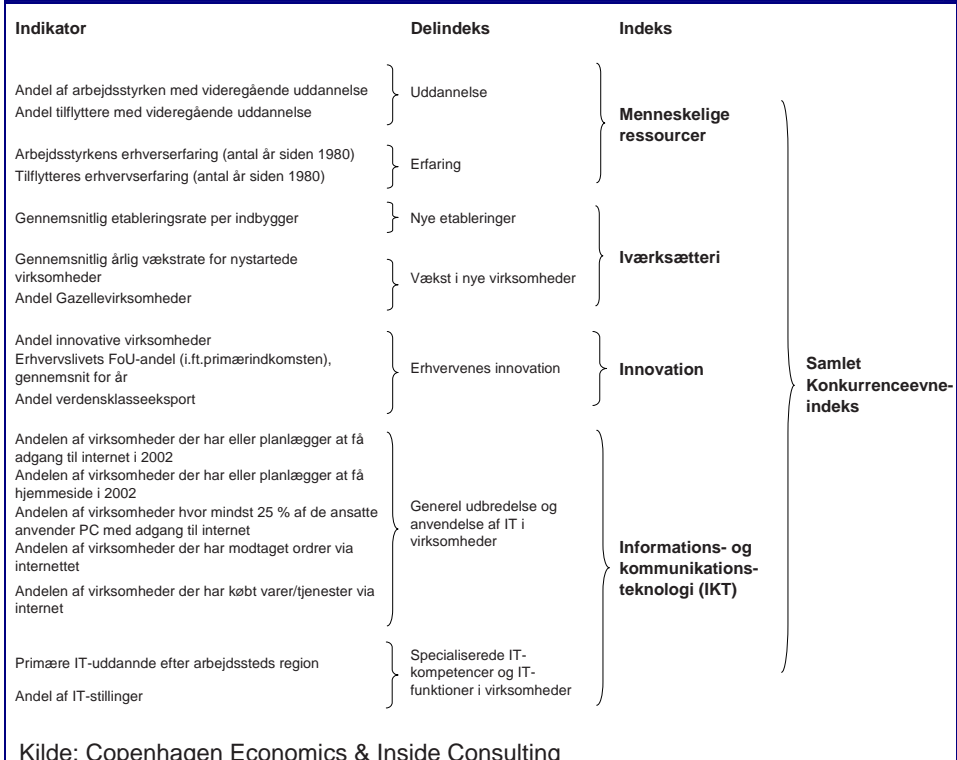 Indikator
Delindeks
Indeks
Andel af arbejdsstyrken med videregående uddannelse
Andel tilflyttere med videregående uddannelse
Uddannelse
Arbejdsstyrkens erhverserfaring (antal år siden 1980)
Tilflytteres erhvervserfaring (antal år siden 1980)
Erfaring
Menneskelige
ressourcer
Gennemsnitlig etableringsrate per indbygger
Nye etableringer
Gennemsnitlig årlig vækstrate for nystartede
virksomheder
Andel Gazellevirksomheder
Vækst i nye virksomheder
Iværksætteri
Andel innovative virksomheder
Erhvervslivets FoU-andel (i.ft.primærindkomsten),
gennemsnit for år
Andel verdensklasseeksport
Erhvervenes innovation
Innovation
Andelen af virksomheder der har eller planlægger at få
adgang til internet i 2002
Andelen af virksomheder der har eller planlægger at få
hjemmeside i 2002
Andelen af virksomheder hvor mindst 25 % af de ansatte
anvender PC med adgang til internet
Andelen af virksomheder der har modtaget ordrer via
internettet
Andelen af virksomheder der har købt varer/tjenester via
internet
Generel udbredelse og
anvendelse af IT i
virksomheder
Primære IT-uddannde efter arbejdssteds region
Andel af IT-stillinger
Specialiserede IT-
kompetencer og IT-
funktioner i virksomheder
Informations- og
kommunikations-
teknologi (IKT)
Samlet
Konkurrenceevne-
indeks
Kilde: Copenhagen Economics & Inside Consulting